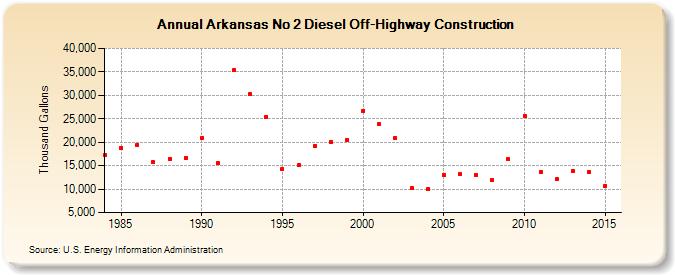 Annual Arkansas No 2 Diesel Off-Highway Construction
Thousand Gallons
40,000
35,000
30,000
25,000
20,000
15,000
10,000
5,000
1985 1990 1995 2000 2005 2010 2015
Source: U.S. Energy Information Administration